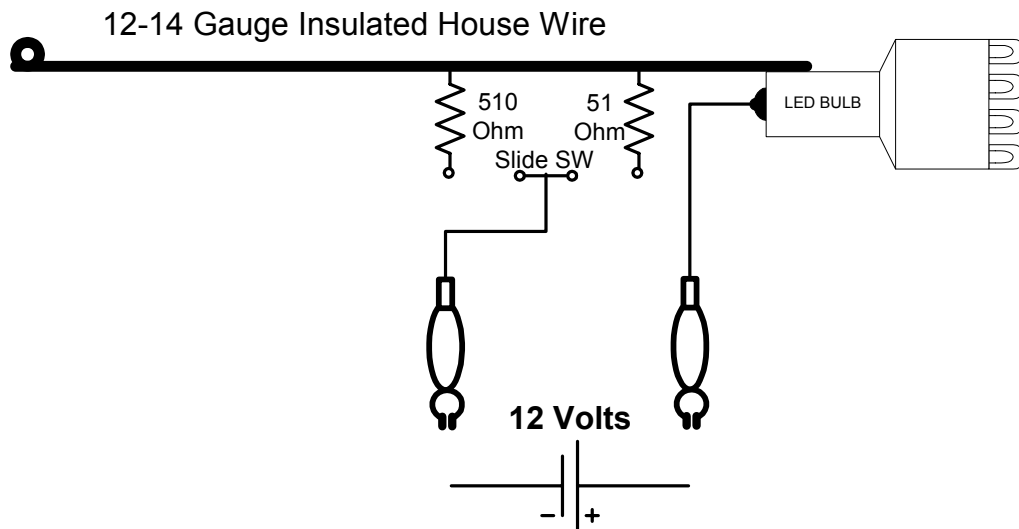 12-14 Gauge Insulated House Wire
510
Ohm
51
Ohm
LED BULB
Slide SW
12 Volts
− +